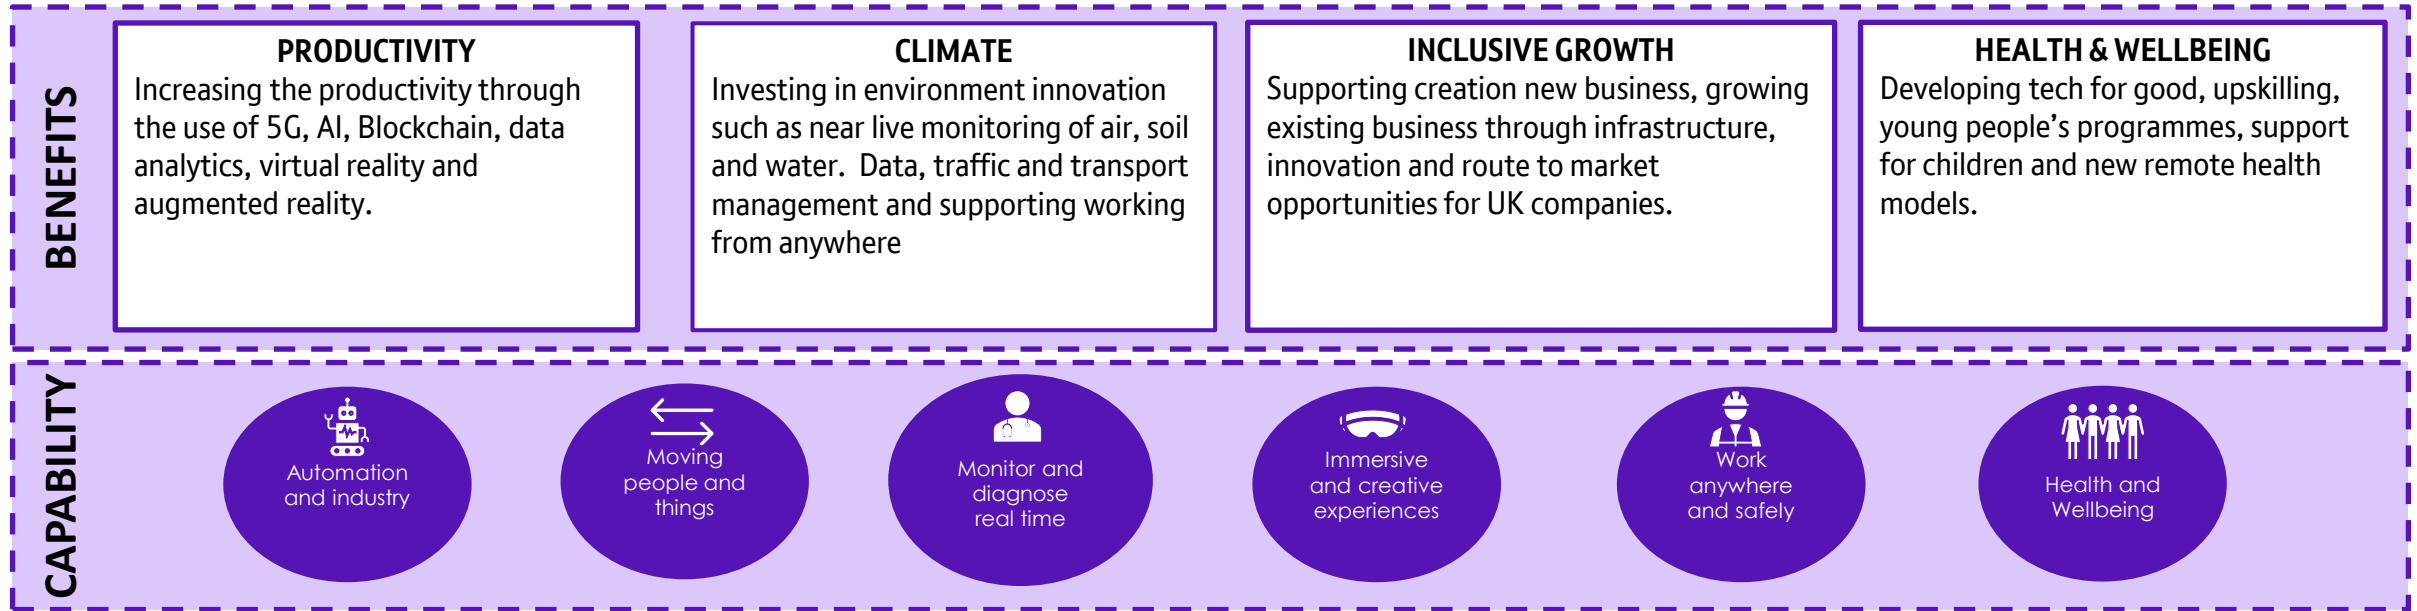 BENEFITS
PRODUCTIVITY
Increasing the productivity through
the use of 5G, AI, Blockchain, data
analytics, virtual reality and
augmented reality.
CLIMATE
Investing in environment innovation
such as near live monitoring of air, soil
and water.  Data, traffic and transport
management and supporting working
from anywhere
INCLUSIVE GROWTH
Supporting creation new business, growing
existing business through infrastructure,
innovation and route to market
opportunities for UK companies.
HEALTH & WELLBEING
Developing tech for good, upskilling,
young people’s programmes, support
for children and new remote health
models.
CAPABILITY
Automation
and industry
Moving
people and
things
Monitor and
diagnose
real time
Immersive
and creative
experiences
Work
anywhere
and safely
Health and
Wellbeing